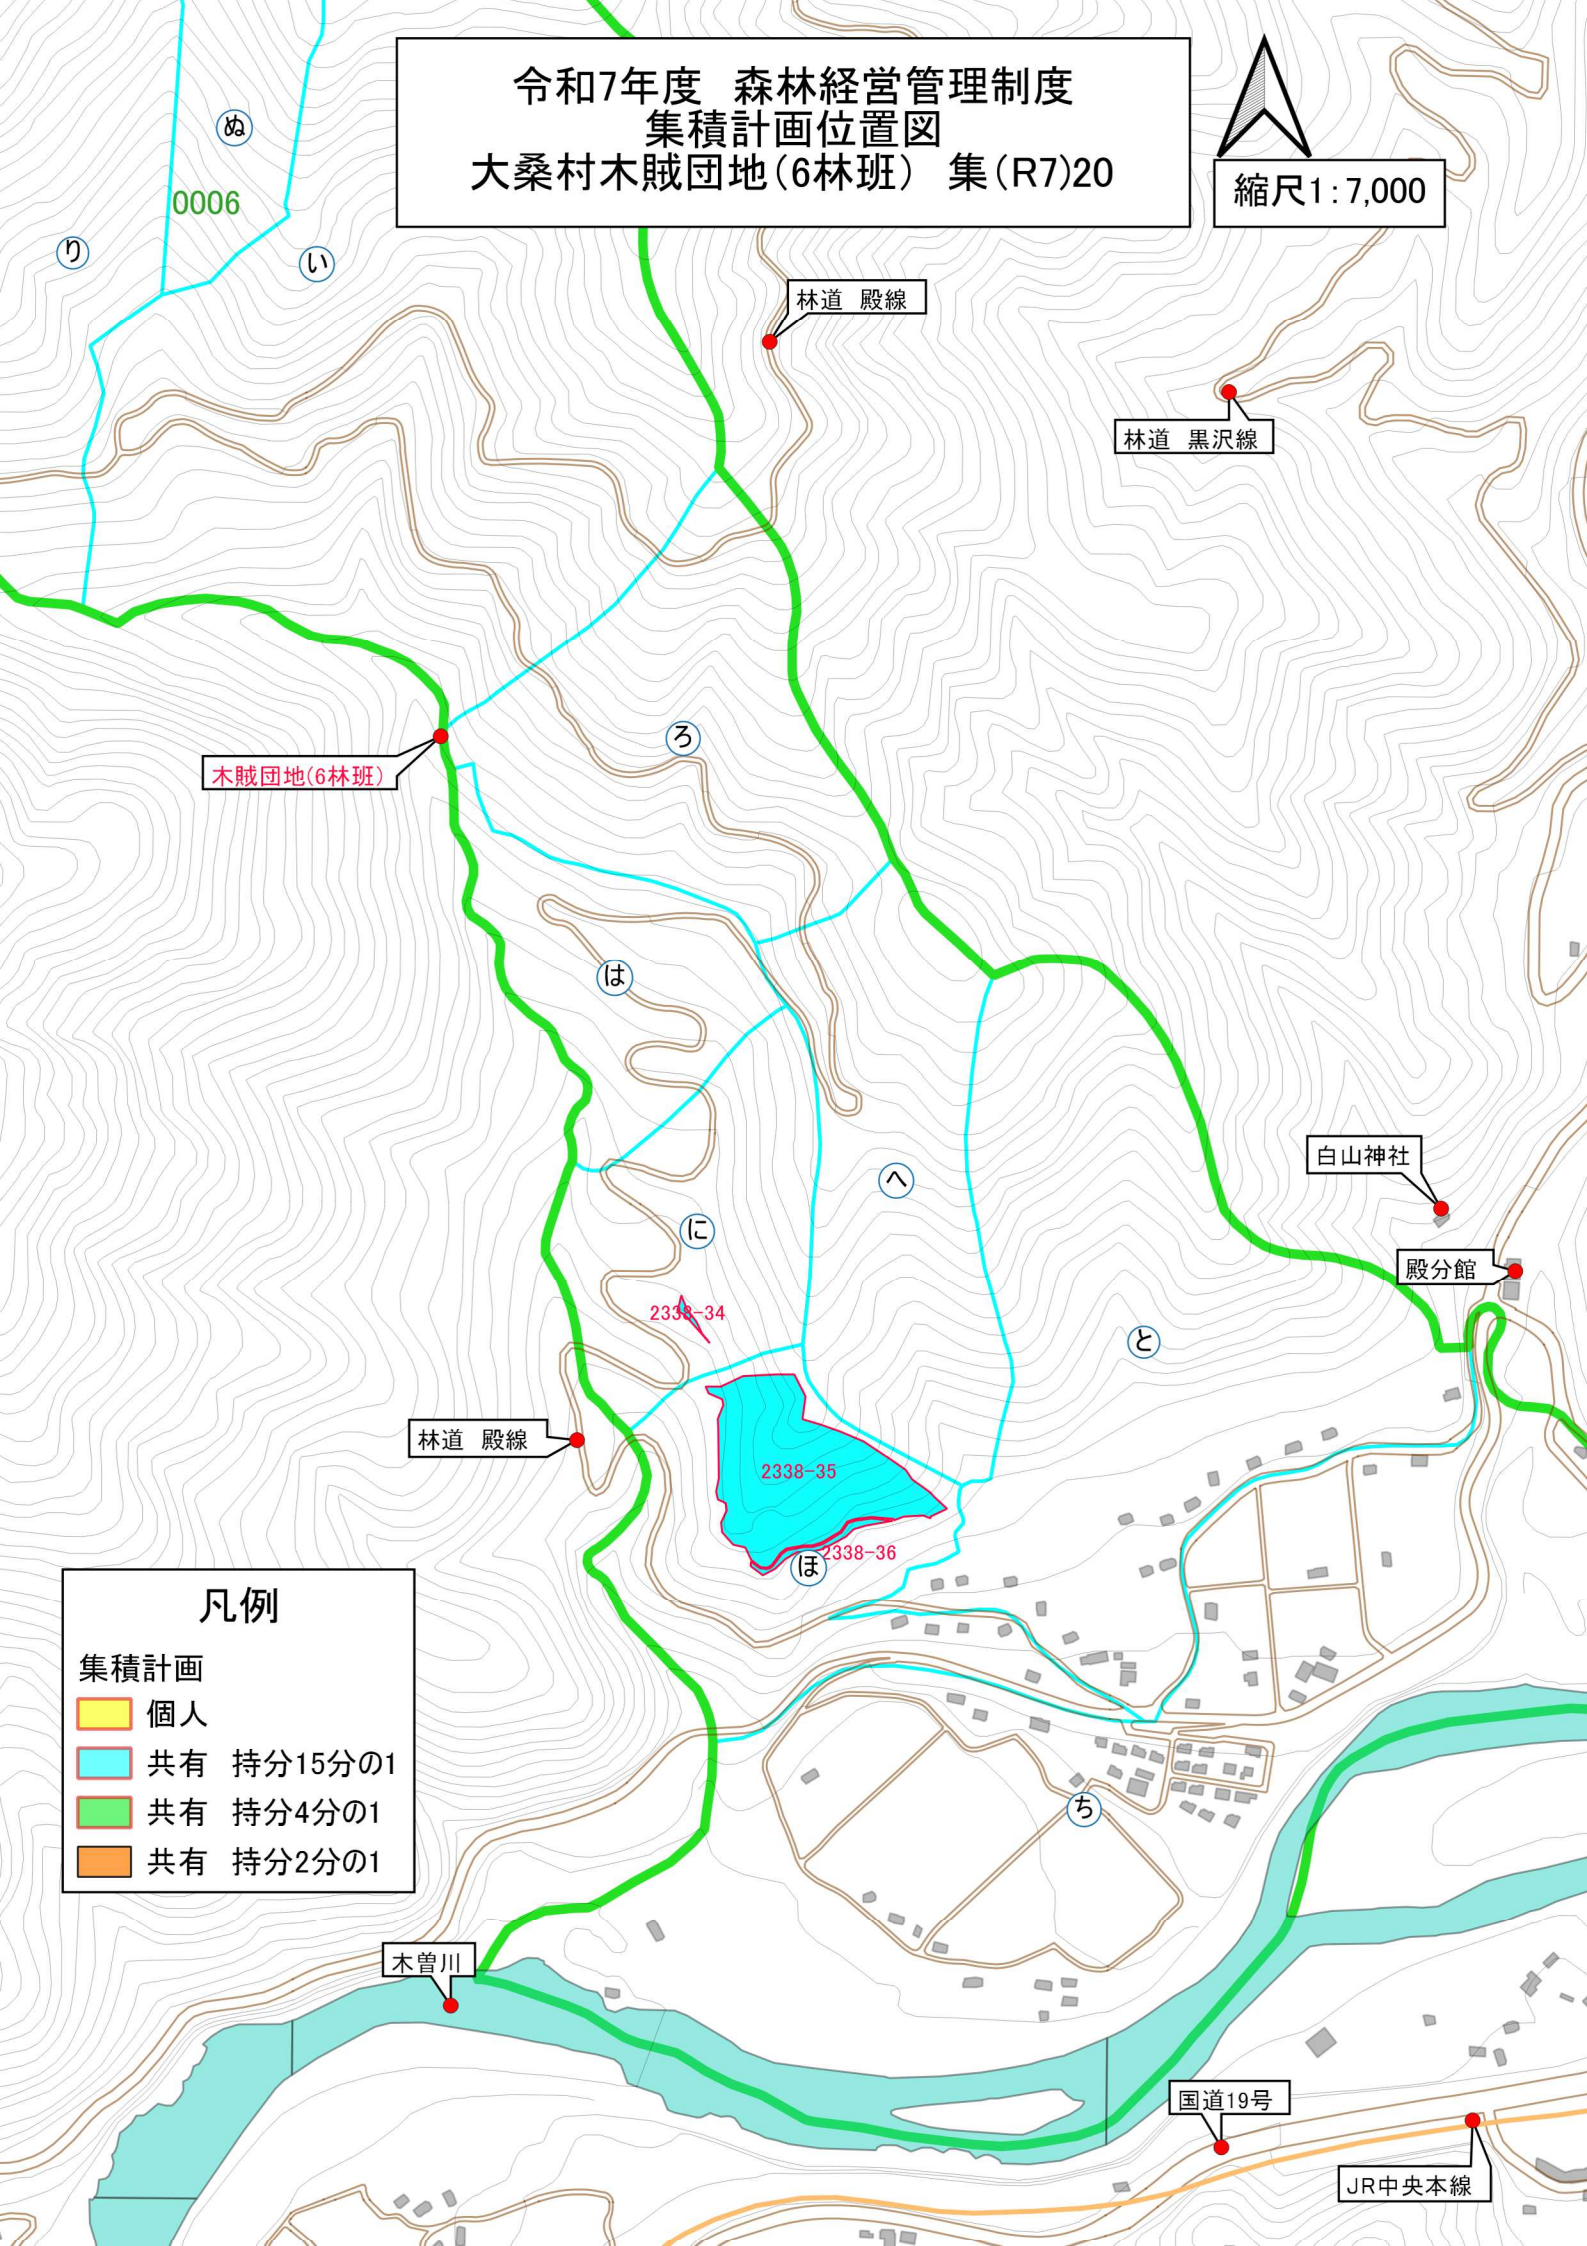 令和7年度　森林経営管理制度
集積計画位置図
大桑村木賊団地(6林班)　集(R7)20
縮尺1:7,000
ぬ
0006
り
い
林道　殿線
林道　黒沢線
ろ
木賊団地(6林班)
は
白山神社
へ
に
殿分館
2338-34
と
林道　殿線
2338-35
2338-36
ほ
凡例
集積計画
個人
共有　持分15分の1
共有　持分4分の1
共有　持分2分の1
ち
木曽川
国道19号
JR中央本線